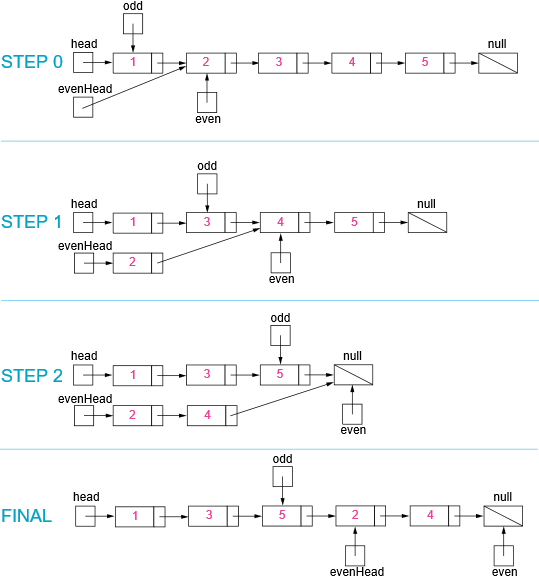 odd
head
null
STEP 0
1 2 3 4 5
evenHead
even
odd
null
head
STEP 1
1 3 4 5
evenHead
2
even
odd
null
head
STEP 2
1 3 5
evenHead
2 4
even
odd
head
null
FINAL
1 3 5 2 4
evenHead
even